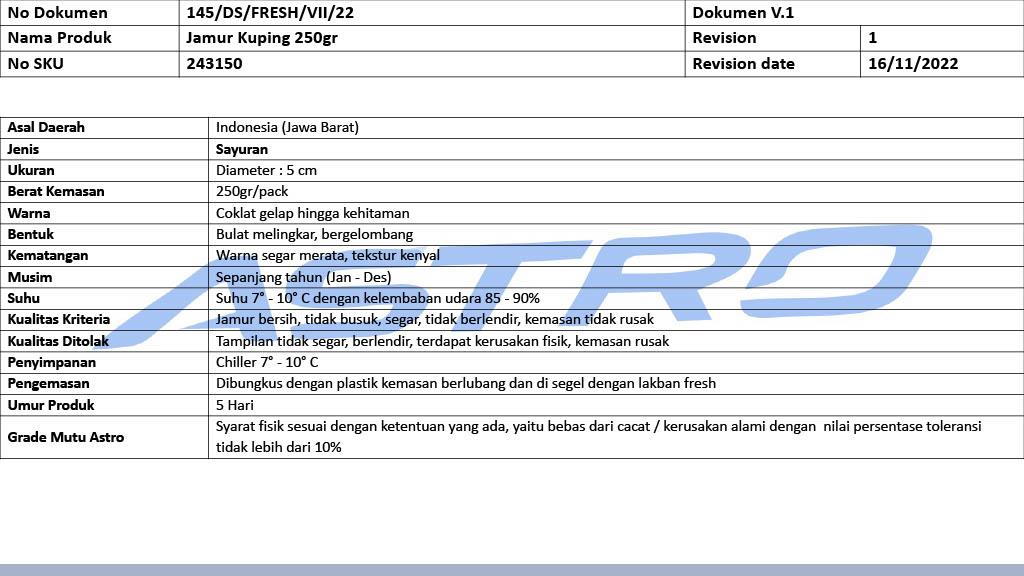 No Dokumen 145/DS/FRESH/VII/22 Dokumen V.1
Nama Produk Jamur Kuping 250gr Revision 1
No SKU 243150 Revision date 16/11/2022
Asal Daerah Indonesia (Jawa Barat)
Jenis Sayuran
Ukuran Diameter : 5 cm
Berat Kemasan 250gr/pack
Warna Coklat gelap hingga kehitaman
Bentuk Bulat melingkar, bergelombang
Kematangan Warna segar merata, tekstur kenyal
Musim Sepanjang tahun (Jan - Des)
Suhu Suhu 7° - 10° C dengan kelembaban udara 85 - 90%
Kualitas Kriteria Jamur bersih, tidak busuk, segar, tidak berlendir, kemasan tidak rusak
Kualitas Ditolak Tampilan tidak segar, berlendir, terdapat kerusakan fisik, kemasan rusak
Penyimpanan Chiller 7° - 10° C
Pengemasan Dibungkus dengan plastik kemasan berlubang dan di segel dengan lakban fresh
Umur Produk 5 Hari
Grade Mutu Astro Syarat fisik sesuai dengan ketentuan yang ada, yaitu bebas dari cacat / kerusakan alami dengan nilai persentase toleransi
tidak lebih dari 10%
ASTRO